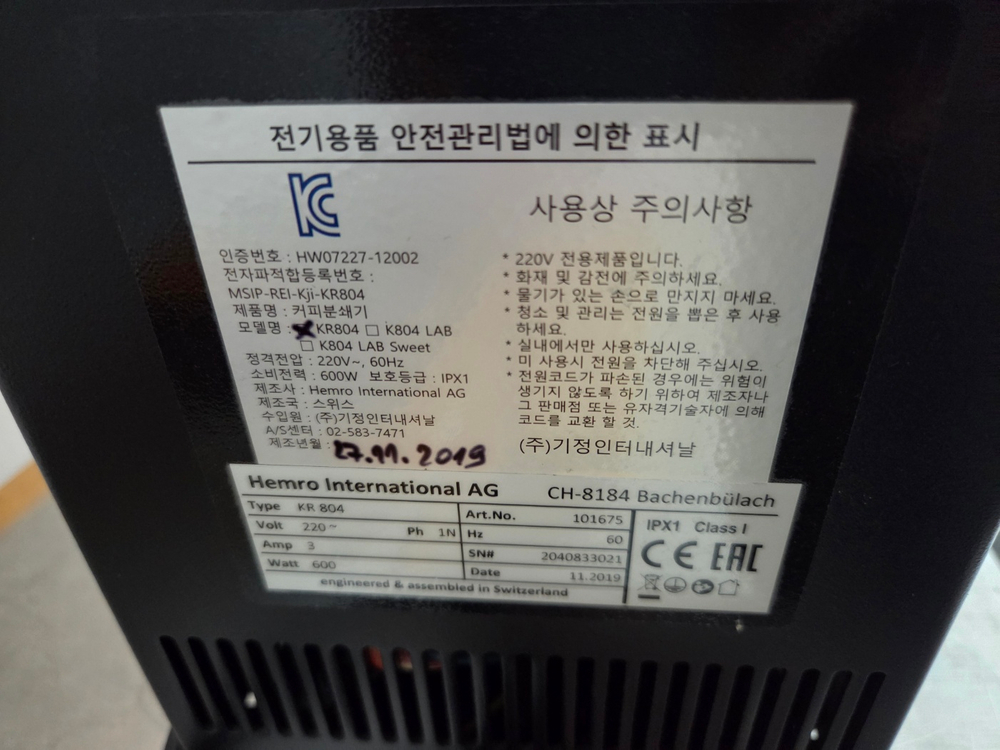 전기용품 안전관리법에 의한 표시
KC
인증번호 : HW07227-12002
전자파적합등록번호 :
MSIP-REI-Kji-KR804
제품명 : 커피분쇄기
모델명 : KR804 □ K804 LAB
□ K804 LAB Sweet
정격전압 : 220V~, 60Hz
소비전력 : 600W 보호등급 : IPX1
제조사 : Hemro International AG
제조국 : 스위스
수입원 : (주)기정인터내셔날
A/S센터 : 02-583-7471
제조년월 : 27.11.2019
사용상 주의사항
* 220V 전용제품입니다.
* 화재 및 감전에 주의하세요.
* 물기가 있는 손으로 만지지 마세요.
* 청소 및 관리는 전원을 뽑은 후 사용
하세요.
* 실내에서만 사용하십시오.
* 미 사용시 전원을 차단해 주십시오.
* 전원코드가 파손된 경우에는 위험이
생기지 않도록 하기 위하여 제조자나
그 판매점 또는 유자격기술자에 의해
코드를 교환 할 것.
(주)기정인터내셔날
Hemro International AG CH-8184 Bachenbülach
Type KR 804
Volt 220~ Ph 1N
Amp 3
Watt 600
Art.No. 101675
Hz 60
SN# 2040833021
Date 11.2019
engineered & assembled in Switzerland
IPX1 Class I
CE EAC